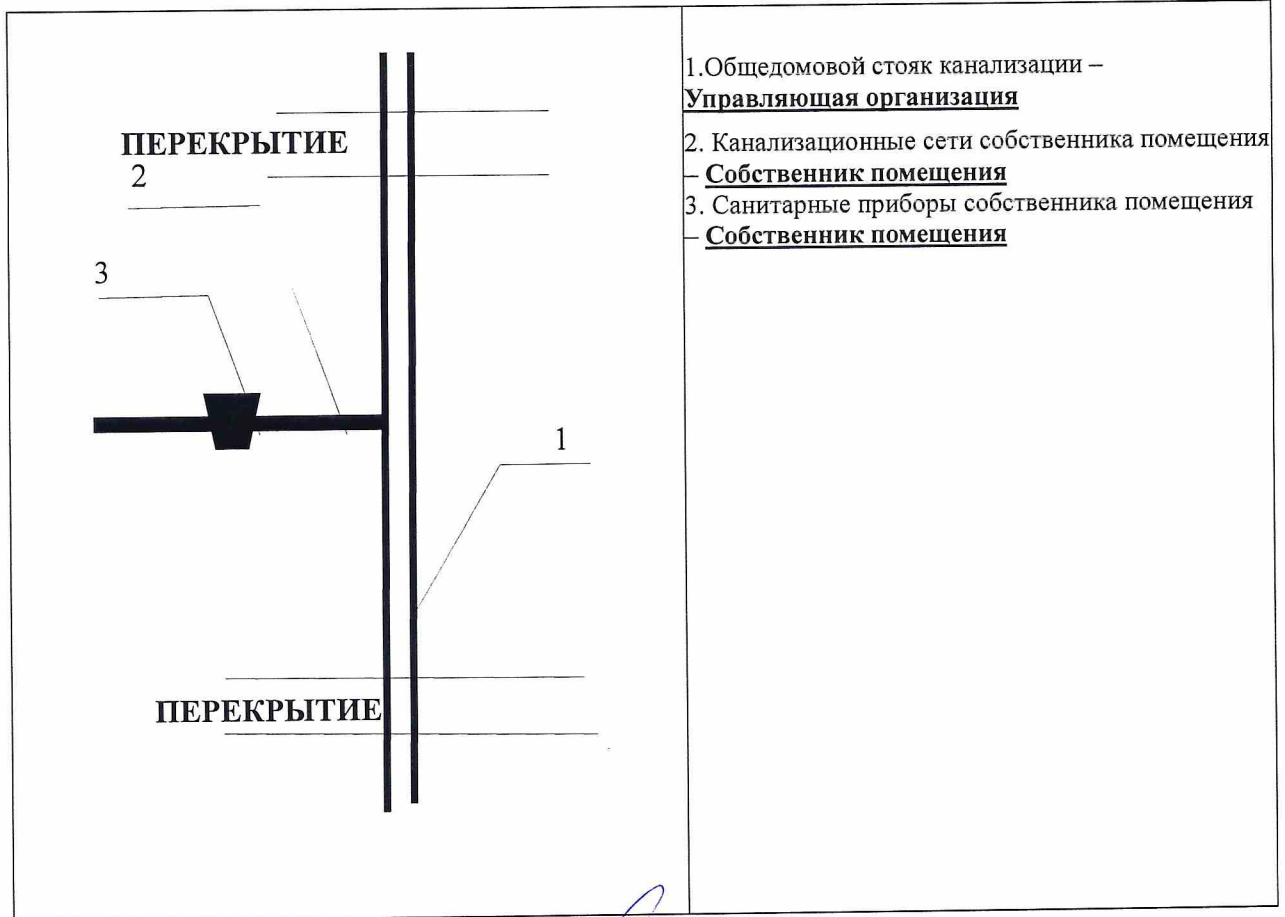 ПЕРЕКРЫТИЕ
2
3
1
ПЕРЕКРЫТИЕ
1.Общедомовой стояк канализации –
Управляющая организация
2. Канализационные сети собственника помещения
– Собственник помещения
3. Санитарные приборы собственника помещения
– Собственник помещения